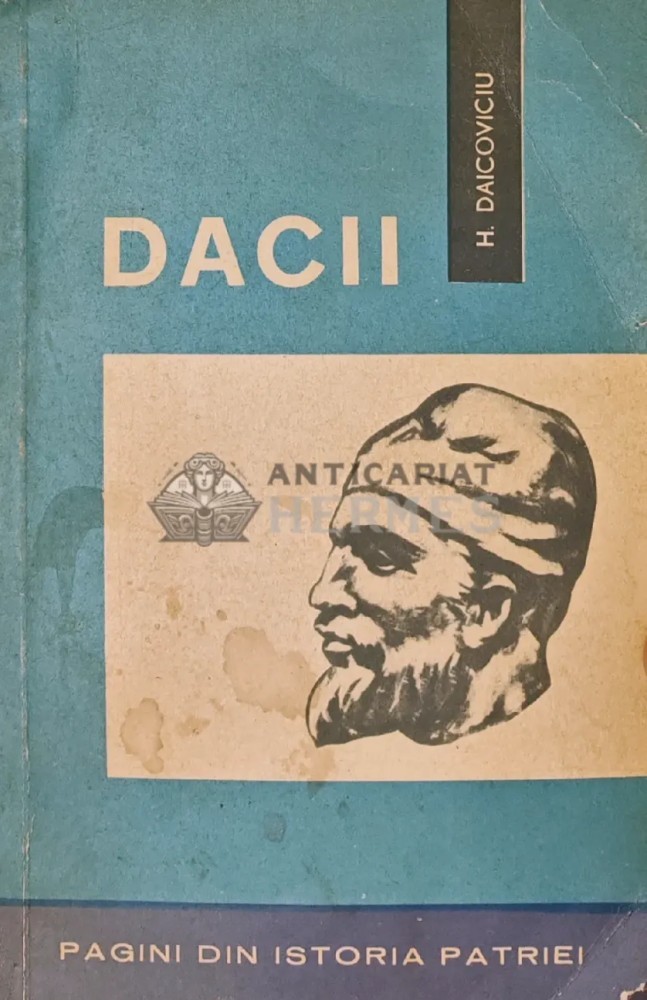 H. DAICOVICIU
DACII
ANTICARIAT
HERMES
PAGINI DIN ISTORIA PATRIEI